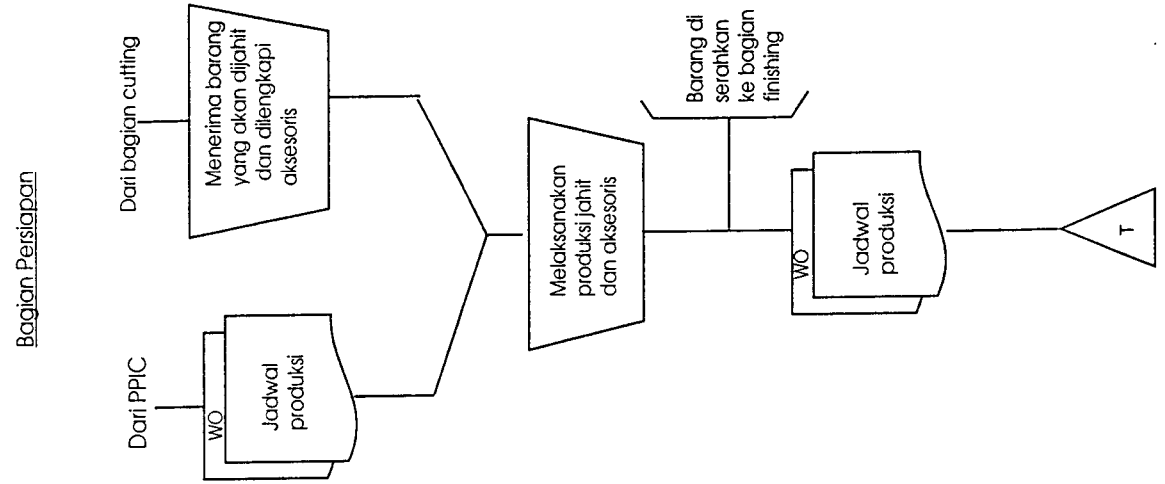 Bagian Persiapan
Dari PPIC
WO
Jadwal
produksi
Dari bagian cutting
Menerima barang
yang akan dijahit
dan dilengkapi
aksesoris
Melaksanakan
produksi jahit
dan aksesoris
Barang di
serahkan
ke bagian
finishing
WO
Jadwal
produksi
T